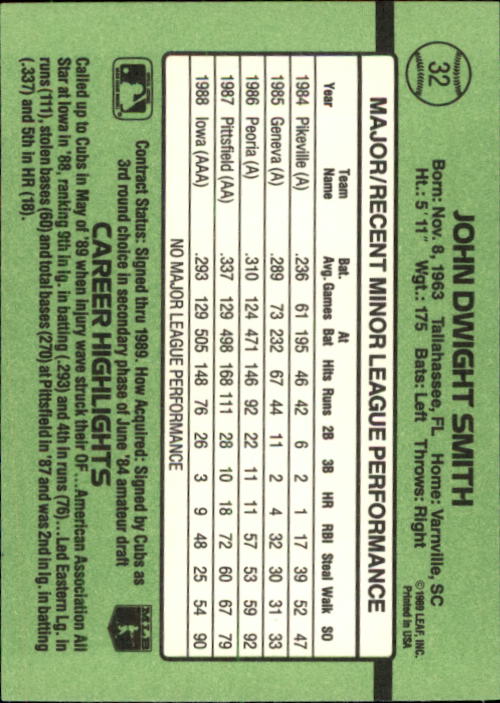 32
JOHN DWIGHT SMITH
Born: Nov. 8, 1963 Tallahassee, FL Home: Varnville, SC
Ht.: 5'11" Wgt.: 175 Bats: Left Throws: Right
©1989 LEAF, INC.
Printed in USA
MAJOR/RECENT MINOR LEAGUE PERFORMANCE
Year Team Name Bat. Avg. Games At Bat Hits Runs 2B 3B HR RBI Steal Walk SO
1984 Pikeville (A) .236 61 195 46 42 6 2 1 17 39 52 47
1985 Geneva (A) .289 73 232 67 44 11 2 4 32 30 31 33
1986 Peoria (A) .310 124 471 146 92 22 11 11 57 53 59 92
1987 Pittsfield (AA) .337 129 498 168 111 28 10 18 72 60 67 79
1988 Iowa (AAA) .293 129 505 148 76 26 3 9 48 25 54 90
NO MAJOR LEAGUE PERFORMANCE
Contract Status: Signed thru 1989. How Acquired: Signed by Cubs as
3rd round choice in secondary phase of June '84 amateur draft
CAREER HIGHLIGHTS
Called up to Cubs in May of '89 when injury wave struck their OF...American Association All
Star at Iowa in '88, ranking 9th in lg. in batting (.293) and 4th in runs (76)...Led Eastern Lg. in
runs (111), stolen bases (60) and total bases (270) at Pittsfield in '87 and was 2nd in lg. in batting
(.337) and 5th in HR (18).